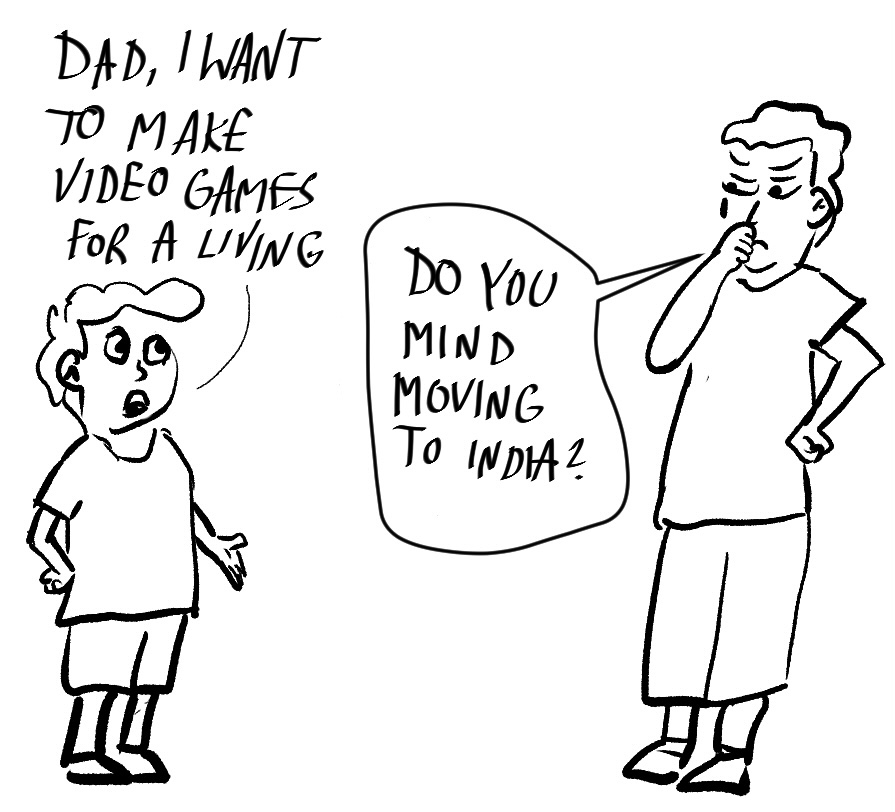 DAD, I WANT
TO MAKE
VIDEO GAMES
FOR A LIVING
DO YOU
MIND
MOVING
TO INDIA?